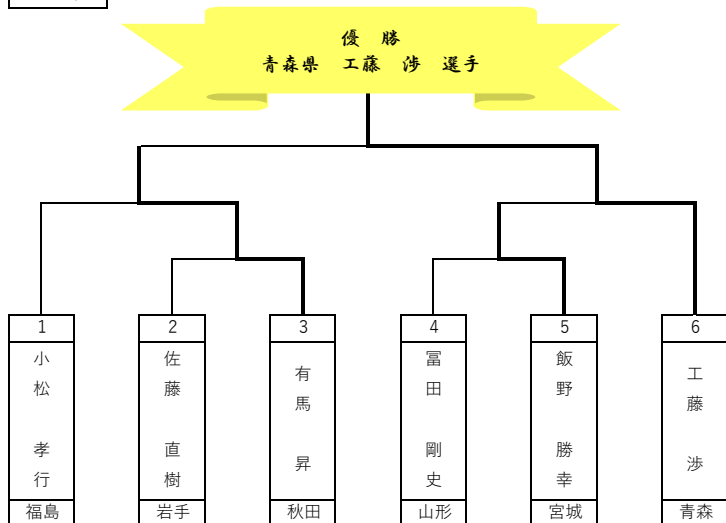 優 勝
青森県 工藤 渉 選手
1 2 3 4 5 6
小松 孝行
佐藤 直樹
有馬 昇
冨田 剛史
飯野 勝幸
工藤 渉
福島 岩手 秋田 山形 宮城 青森